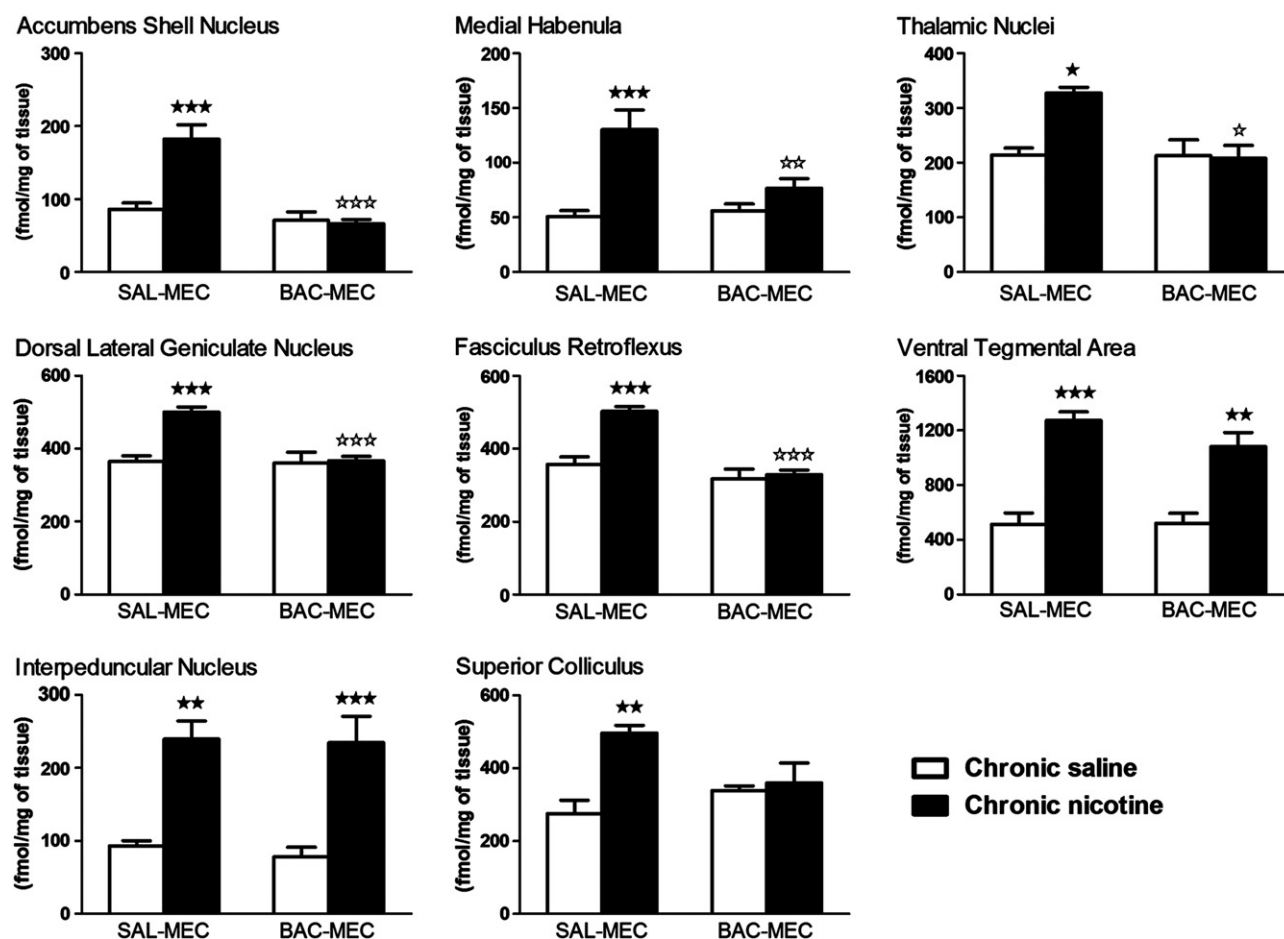 Accumbens Shell Nucleus
(fmol/mg of tissue)
300
200
100
0
★★★
☆☆☆
SAL-MEC BAC-MEC
Medial Habenula
(fmol/mg of tissue)
200
150
100
50
0
★★★
☆☆
SAL-MEC BAC-MEC
Thalamic Nuclei
(fmol/mg of tissue)
400
300
200
100
0
★
☆
SAL-MEC BAC-MEC
Dorsal Lateral Geniculate Nucleus
(fmol/mg of tissue)
600
400
200
0
★★★
☆☆☆
SAL-MEC BAC-MEC
Fasciculus Retroflexus
(fmol/mg of tissue)
600
400
200
0
★★★
☆☆☆
SAL-MEC BAC-MEC
Ventral Tegmental Area
(fmol/mg of tissue)
1600
1200
800
400
0
★★★
★★
SAL-MEC BAC-MEC
Interpeduncular Nucleus
(fmol/mg of tissue)
300
200
100
0
★★
★★★
SAL-MEC BAC-MEC
Superior Colliculus
(fmol/mg of tissue)
600
400
200
0
★★
SAL-MEC BAC-MEC
Chronic saline
Chronic nicotine